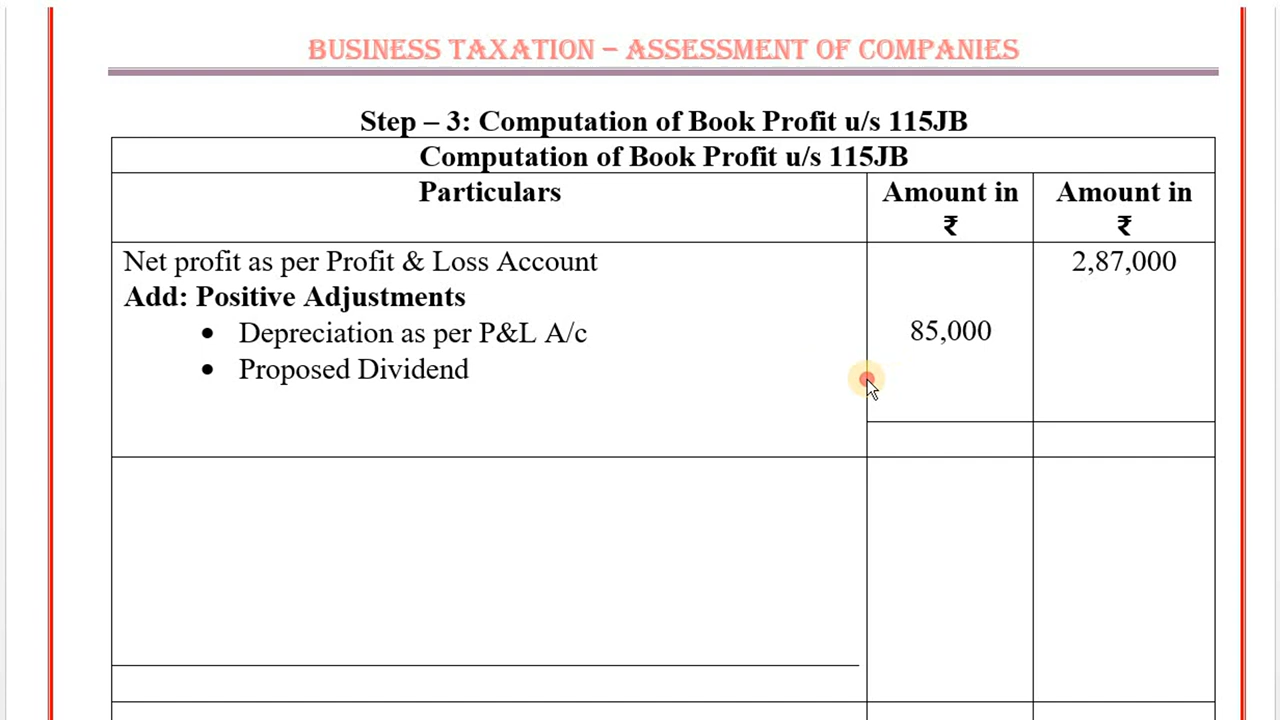 BUSINESS TAXATION – ASSESSMENT OF COMPANIES
Step – 3: Computation of Book Profit u/s 115JB
Computation of Book Profit u/s 115JB
Particulars Amount in ₹ Amount in ₹
Net profit as per Profit & Loss Account 2,87,000
Add: Positive Adjustments
• Depreciation as per P&L A/c 85,000
• Proposed Dividend